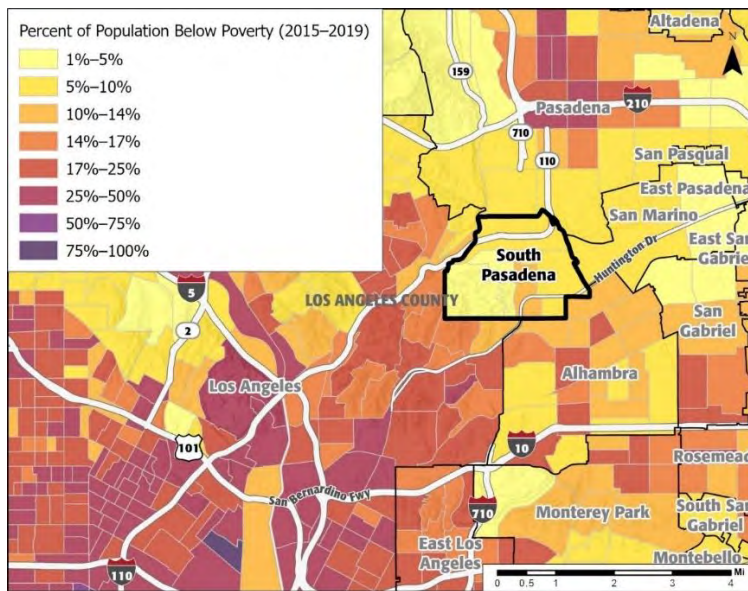 Percent of Population Below Poverty (2015–2019)
1%–5%
5%–10%
10%–14%
14%–17%
17%–25%
25%–50%
50%–75%
75%–100%
Altadena
N
159
Pasadena
210
710
110
San Pasqual
East Pasadena
San Marino
South
Pasadena
Huntington Dr
East San
Gabriel
5
LOS ANGELES COUNTY
San
Gabriel
2
Los Angeles
Alhambra
101
10
Rosemead
San Bernardino Fwy
710
Monterey Park
South San
Gabriel
East Los
Angeles
Montebello
110
Mi
0 0.5 1 2 3 4